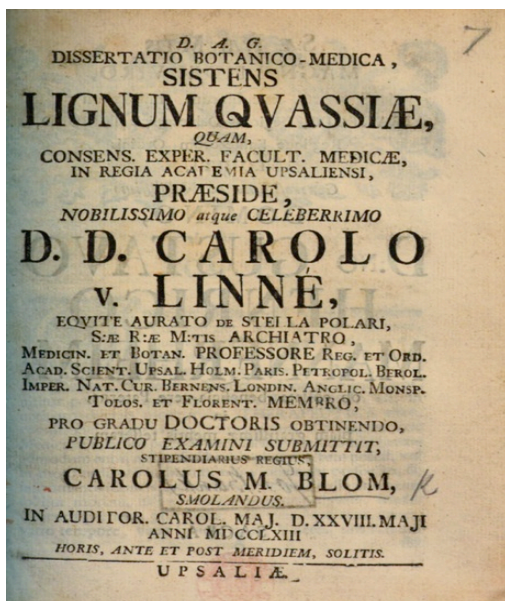 7
D. A. G.
DISSERTATIO BOTANICO-MEDICA,
SISTENS
LIGNUM QVASSIÆ,
QUAM,
CONSENS. EXPER. FACULT. MEDICÆ,
IN REGIA ACADEMIA UPSALIENSI,
PRÆSIDE,
NOBILISSIMO atque CELEBERRIMO
D. D. CAROLO
v. LINNÉ,
EQVITE AURATO DE STELLA POLARI,
S:Æ R:Æ M:TIS ARCHIATRO,
MEDICIN. ET BOTAN. PROFESSORE REG. ET ORD.
ACAD. SCIENT. UPSAL. HOLM. PARIS. PETROPOL. BEROL.
IMPER. NAT. CUR. BERNENS. LONDIN. ANGLIC. MONSP.
TOLOS. ET FLORENT. MEMBRO,
PRO GRADU DOCTORIS OBTINENDO,
PUBLICO EXAMINI SUBMITTIT,
STIPENDIARIUS REGIUS,
CAROLUS M. BLOM,
SMOLANDUS.
IN AUDITOR. CAROL. MAJ. D. XXVIII. MAJI
ANNI MDCCLXIII
HORIS, ANTE ET POST MERIDIEM, SOLITIS.
UPSALIÆ.